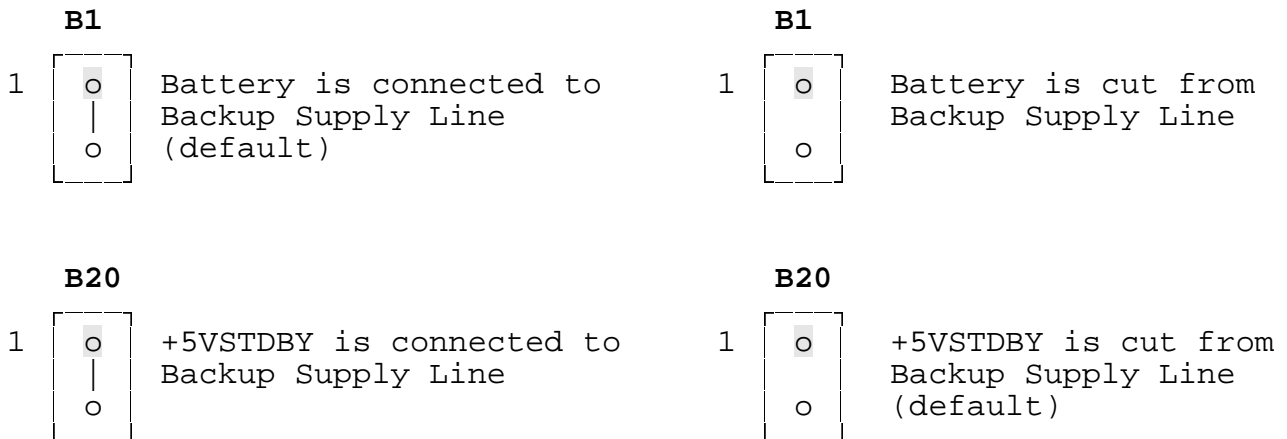 B1
1 o Battery is connected to
| Backup Supply Line
o (default)
B1
1 o Battery is cut from
Backup Supply Line
o
B20
1 o +5VSTDBY is connected to
| Backup Supply Line
o
B20
1 o +5VSTDBY is cut from
Backup Supply Line
o (default)